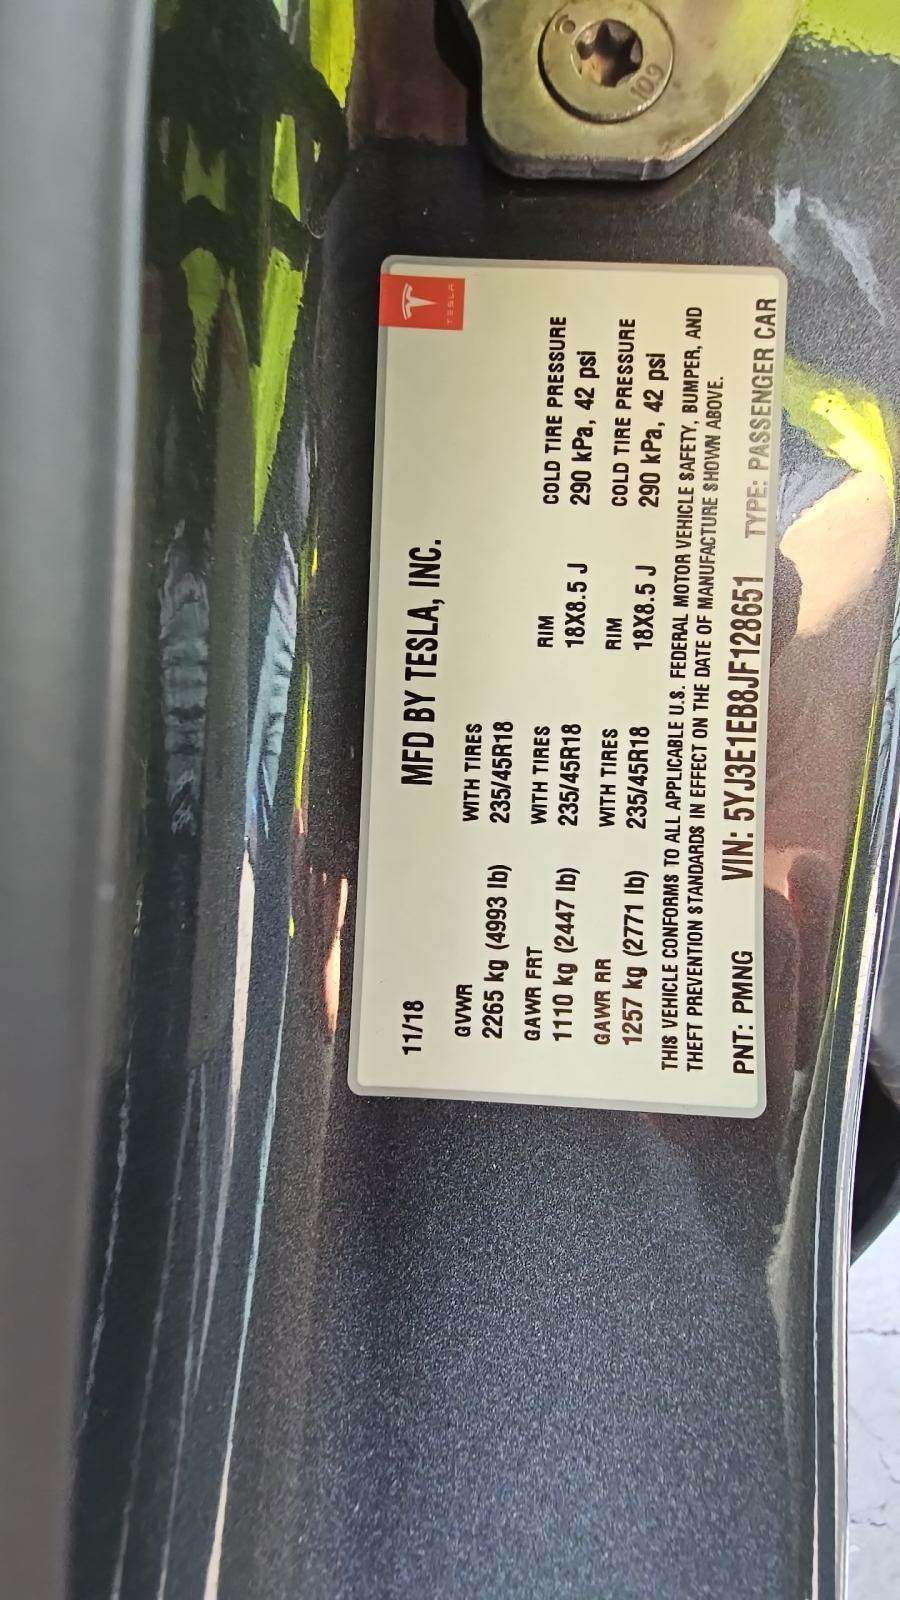 109
TESLA
11/18 MFD BY TESLA, INC.
GVWR WITH TIRES
2265 kg (4993 lb) 235/45R18
GAWR FRT WITH TIRES RIM COLD TIRE PRESSURE
1110 kg (2447 lb) 235/45R18 18X8.5 J 290 kPa, 42 psi
GAWR RR WITH TIRES RIM COLD TIRE PRESSURE
1257 kg (2771 lb) 235/45R18 18X8.5 J 290 kPa, 42 psi
THIS VEHICLE CONFORMS TO ALL APPLICABLE U.S. FEDERAL MOTOR VEHICLE SAFETY, BUMPER, AND
THEFT PREVENTION STANDARDS IN EFFECT ON THE DATE OF MANUFACTURE SHOWN ABOVE.
PNT: PMNG VIN: 5YJ3E1EB8JF128651 TYPE: PASSENGER CAR